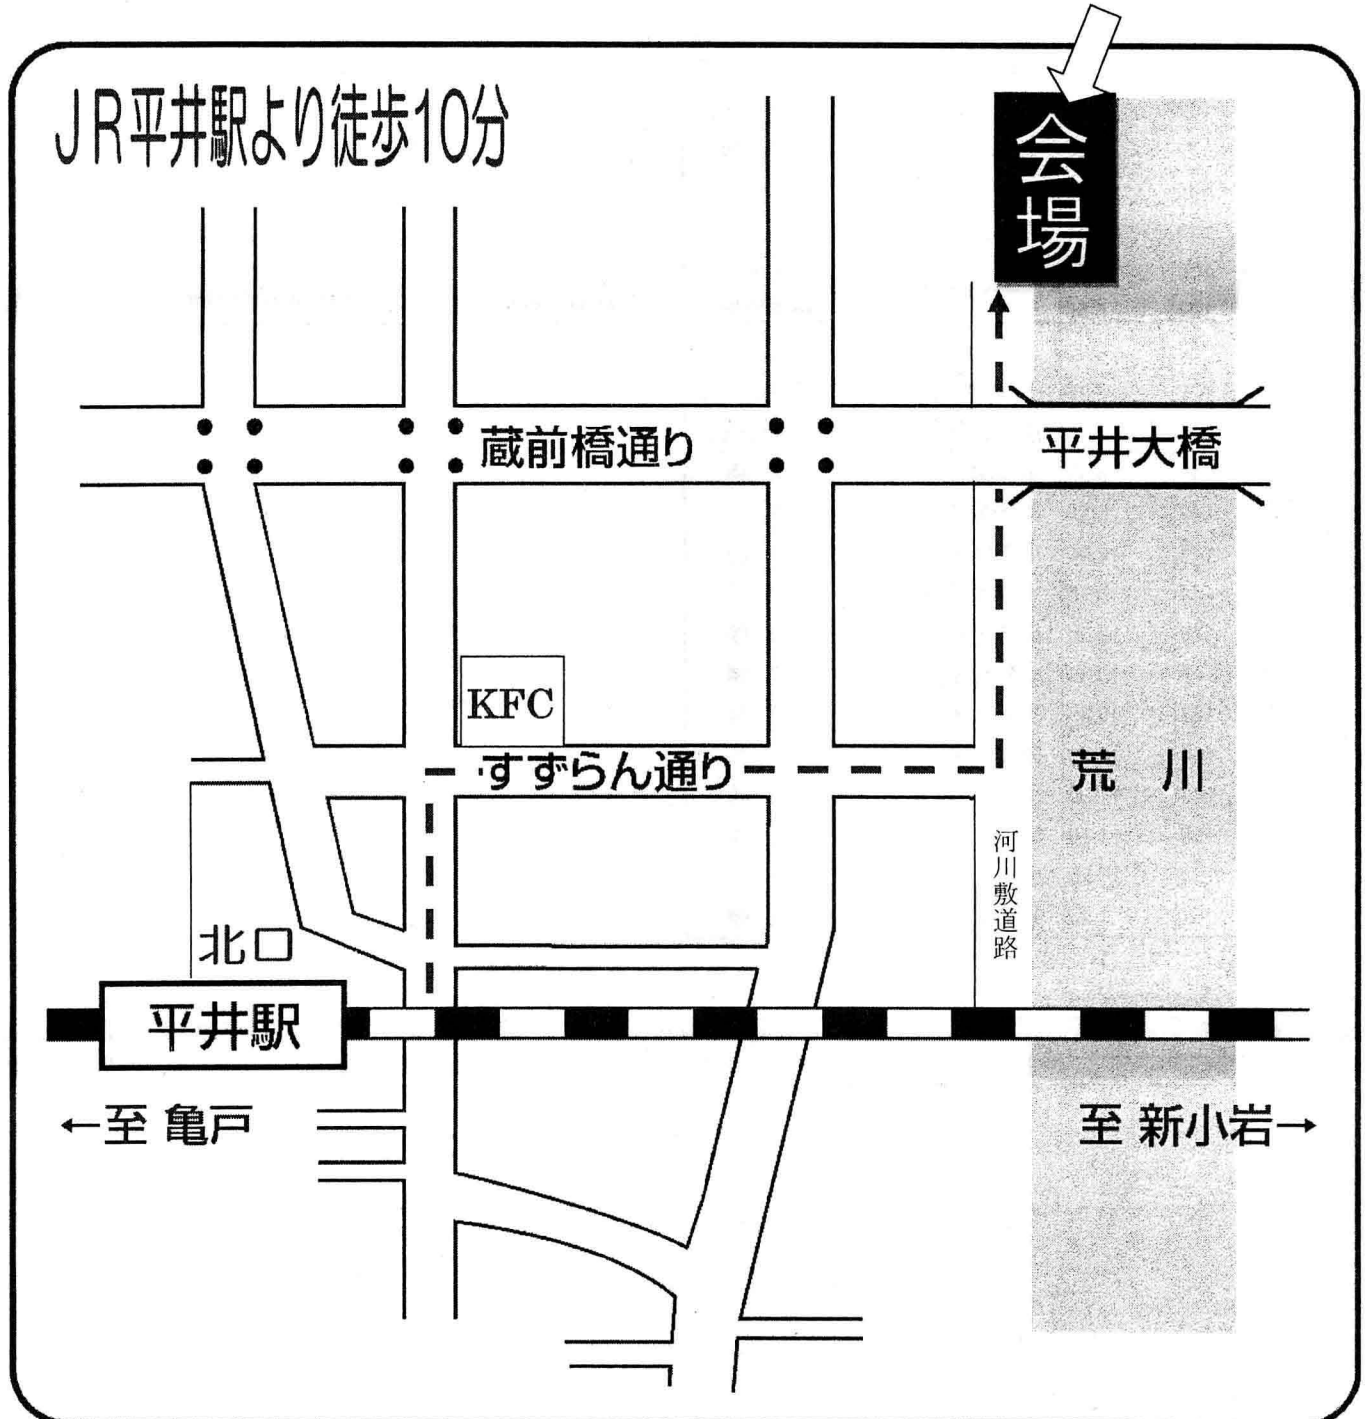 JR平井駅より徒歩10分
会場
蔵前橋通り
平井大橋
KFC
すずらん通り
荒川
河川敷道路
北口
平井駅
←至 亀戸
至 新小岩→